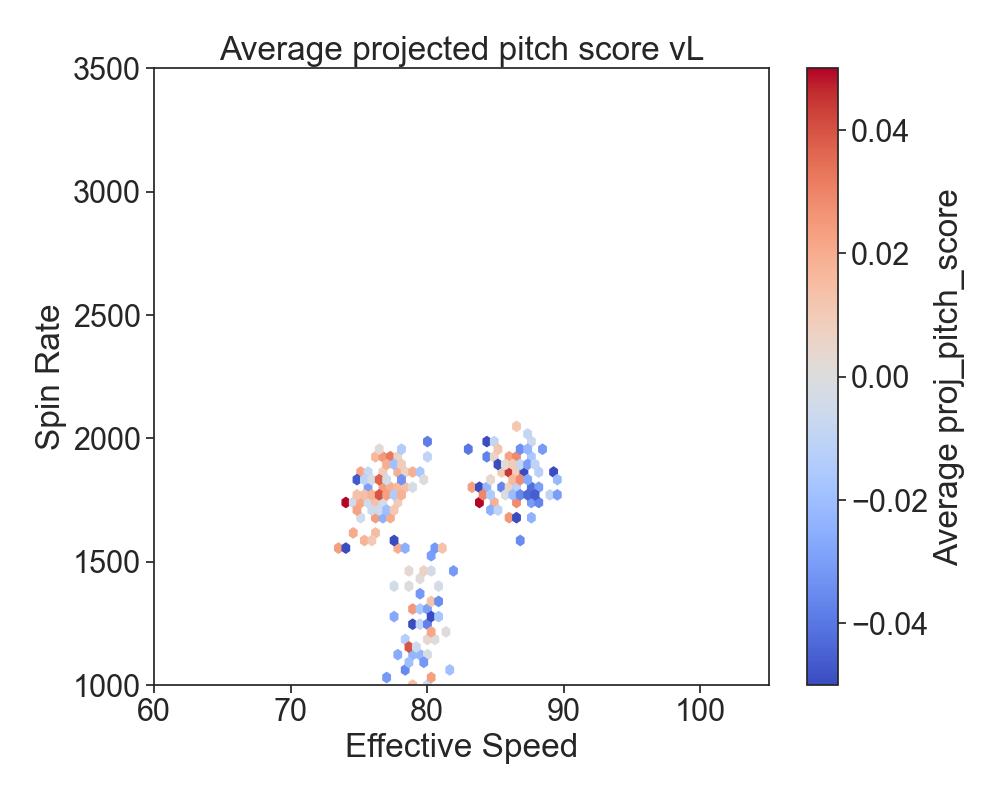 Average projected pitch score vL
3500
3000
2500
2000
1500
1000
Spin Rate
60 70 80 90 100
Effective Speed
0.04
0.02
0.00
−0.02
−0.04
Average proj_pitch_score